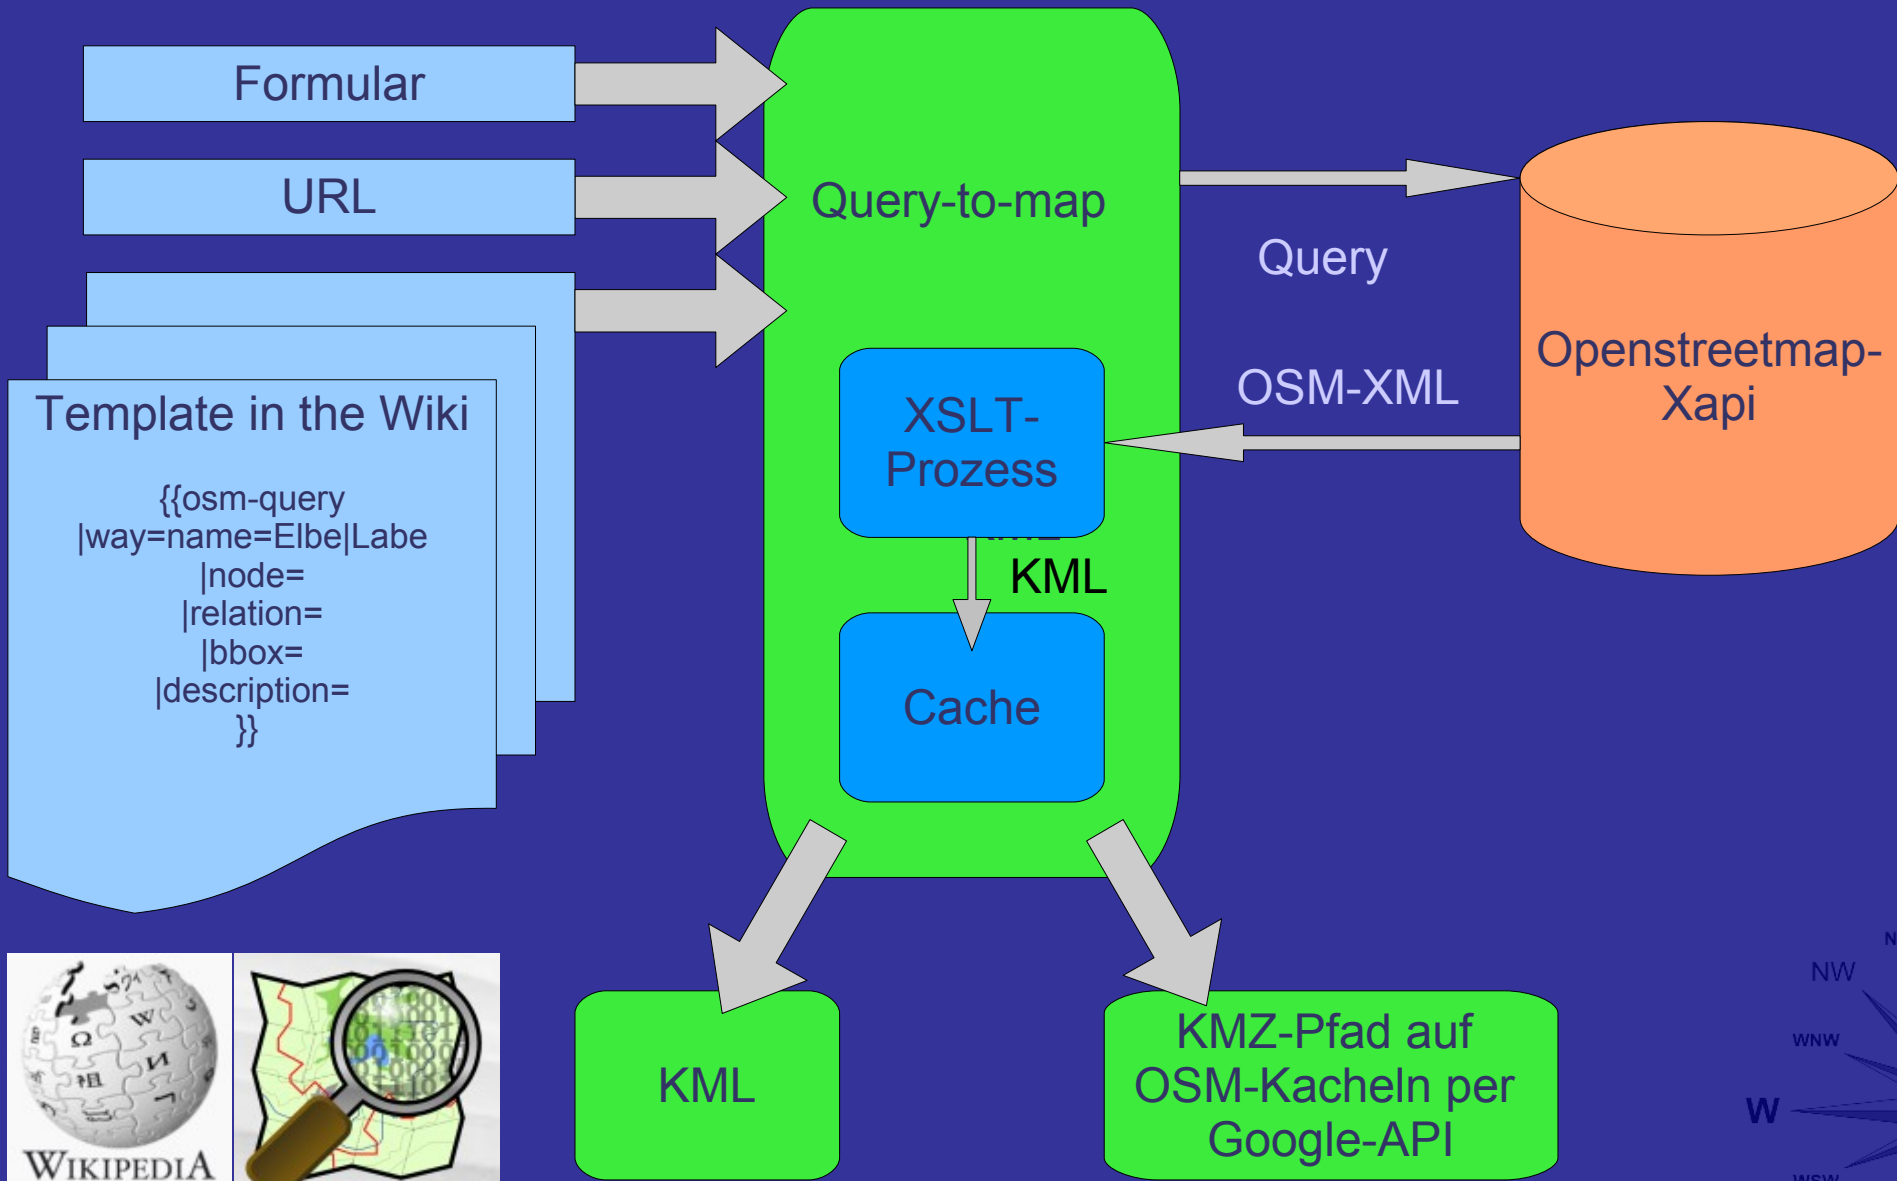 Formular
URL
Template in the Wiki
{{osm-query
|way=name=Elbe|Labe
|node=
|relation=
|bbox=
|description=
}}
Query-to-map
XSLT-
Prozess
KML
Cache
Query
OSM-XML
Openstreetmap-
Xapi
KML
KMZ-Pfad auf
OSM-Kacheln per
Google-API
WIKIPEDIA
NW
WNW
W
WSW